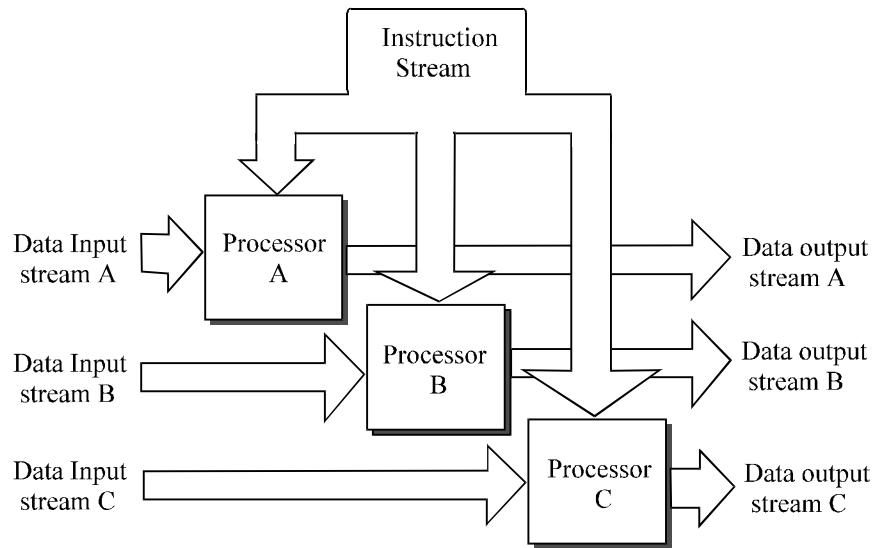 Instruction
Stream
Data Input
stream A
Processor
A
Data output
stream A
Data Input
stream B
Processor
B
Data output
stream B
Data Input
stream C
Processor
C
Data output
stream C